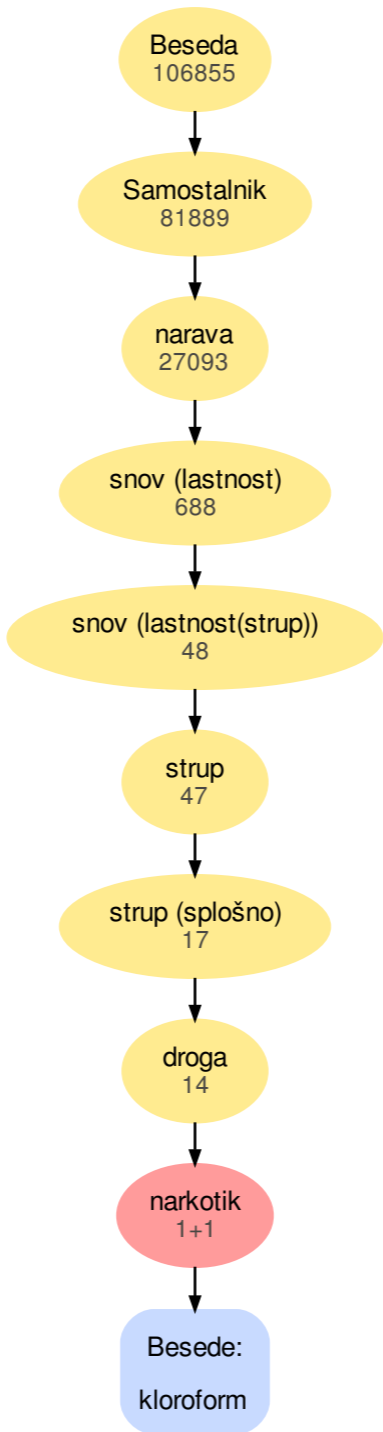 Beseda
106855
Samostalnik
81889
narava
27093
snov (lastnost)
688
snov (lastnost(strup))
48
strup
47
strup (splošno)
17
droga
14
narkotik
1+1
Besede:
kloroform